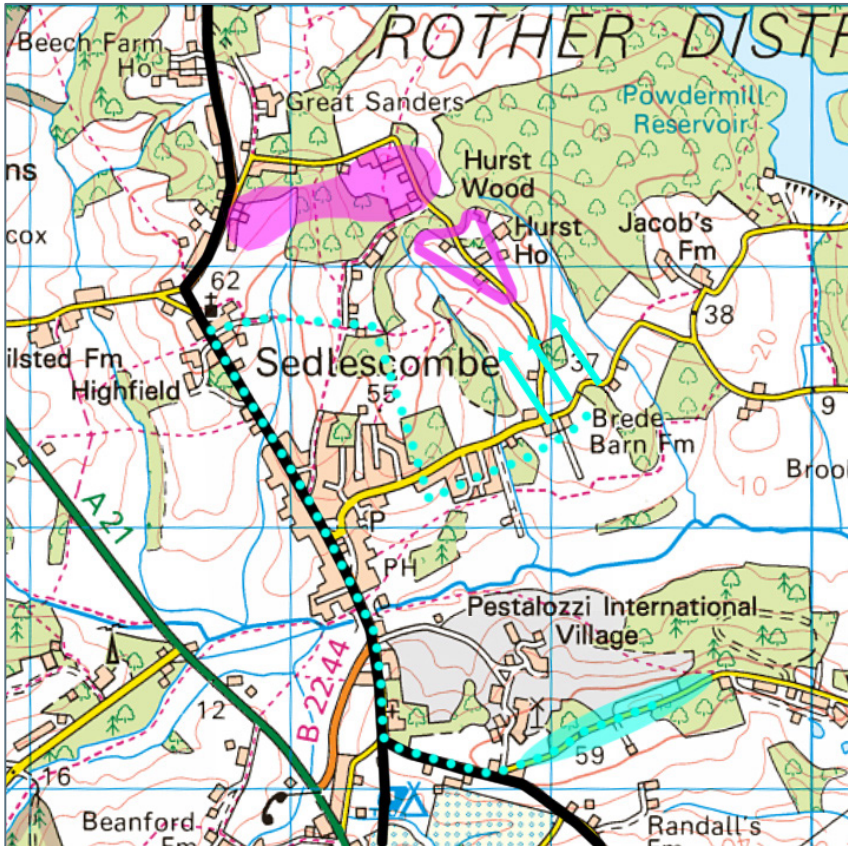 ROTHER DISTR
Beech Farm
Ho
Great Sanders
Powdermill
Reservoir
ns
Hurst
Wood
cox
Hurst
Ho
Jacob's
Fm
62
38
ilsted Fm
Highfield
Sedlescombe
37
20
55
9
Brede
Barn Fm
A 21
10
Brool
P
PH
Pestalozzi International
Village
B 2244
12
59
16
Beanford
Fm
Randall's
Fm